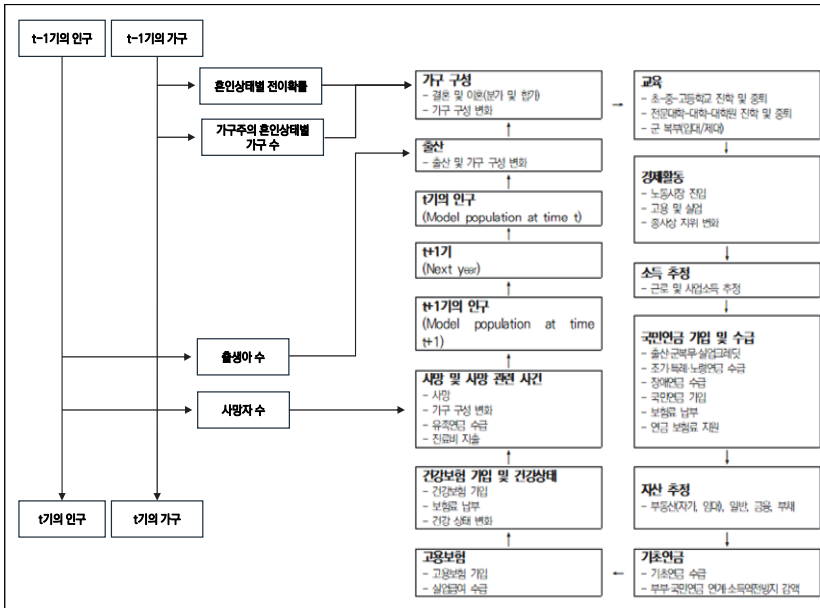 t-1기의 인구
t-1기의 가구
혼인상태별 전이확률
가구주의 혼인상태별
가구 수
출생아 수
사망자 수
t기의 인구
t기의 가구
가구 구성
- 결혼 및 이혼(분가 및 합가)
- 가구 구성 변화
출산
- 출산 및 가구 구성 변화
t기의 인구
(Model population at time t)
t+1기
(Next year)
t+1기의 인구
(Model population at time
t+1)
사망 및 사망 관련 사건
- 사망
- 가구 구성 변화
- 유족연금 수급
- 진료비 지출
건강보험 가입 및 건강상태
- 건강보험 가입
- 보험료 납부
- 건강 상태 변화
고용보험
- 고용보험 가입
- 실업급여 수급
교육
- 초-중-고등학교 진학 및 중퇴
- 전문대학-대학-대학원 진학 및 중퇴
- 군 복무(입대/제대)
경제활동
- 노동시장 진입
- 고용 및 실업
- 종사상 지위 변화
소득 추정
- 근로 및 사업소득 추정
국민연금 가입 및 수급
- 출산·군복무·실업크레딧
- 조기·특례·노령연금 수급
- 장애연금 수급
- 국민연금 가입
- 보험료 납부
- 연금 보험료 지원
자산 추정
- 부동산(자가, 임대), 일반, 금융, 부채
기초연금
- 기초연금 수급
- 부부·국민연금 연계·소득역전방지 감액